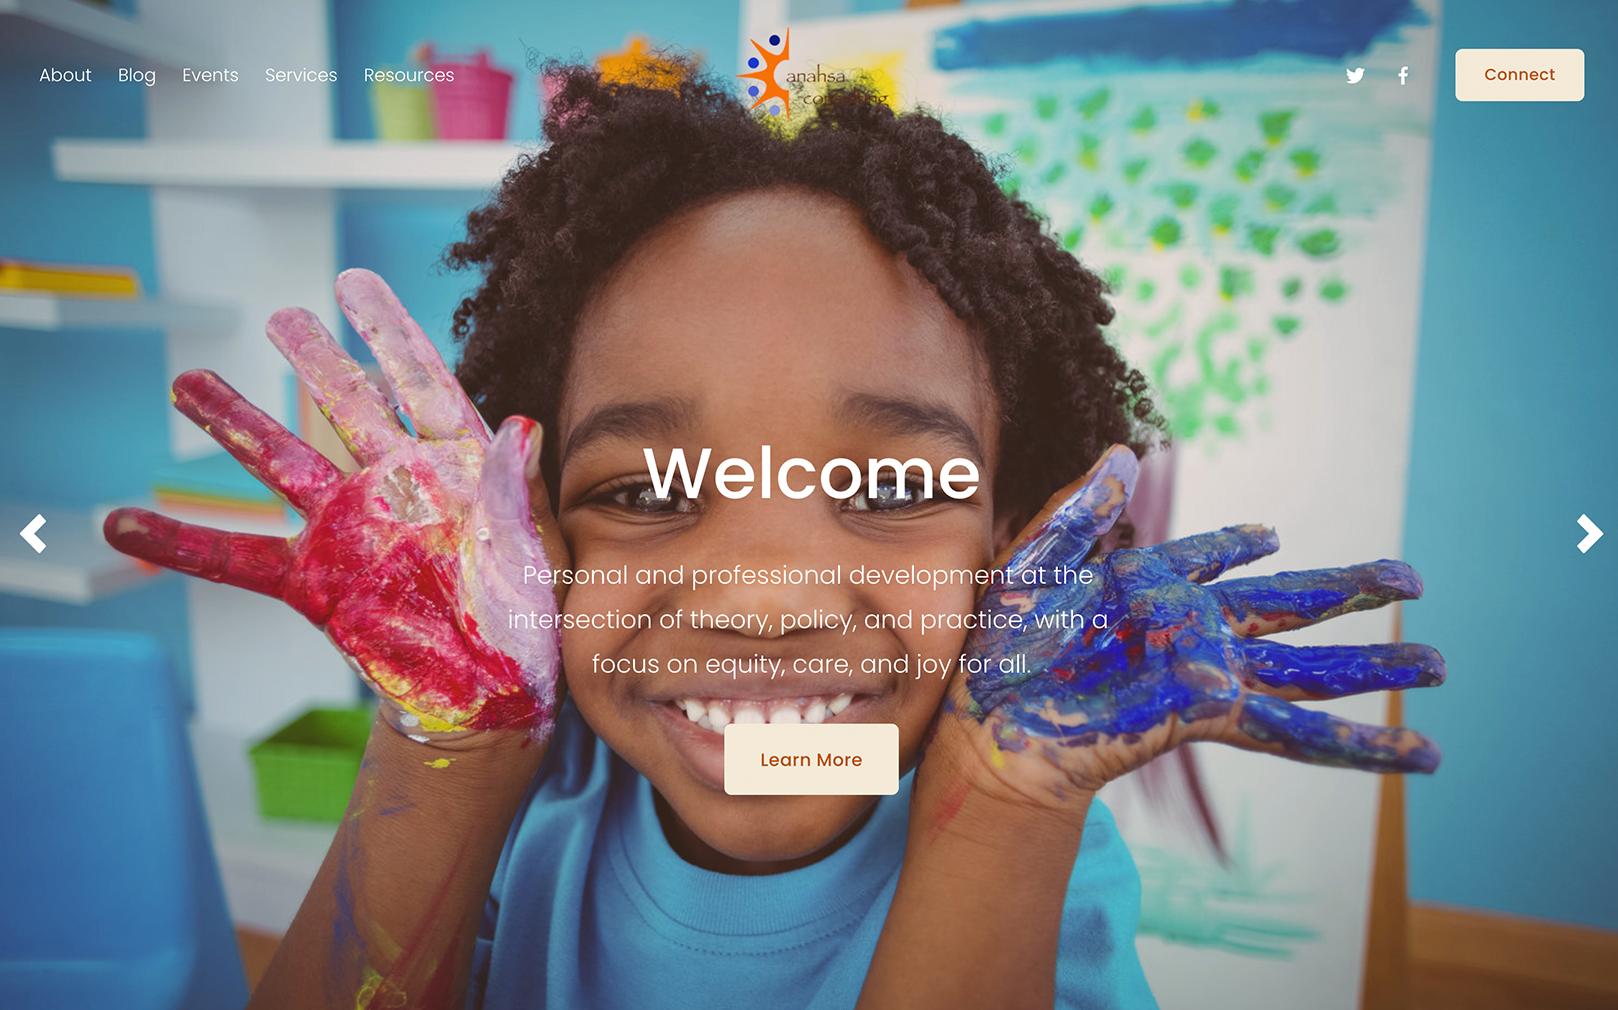 About Blog Events Services Resources
anahsa
consulting
Connect
Welcome
Personal and professional development at the
intersection of theory, policy, and practice, with a
focus on equity, care, and joy for all.
Learn More